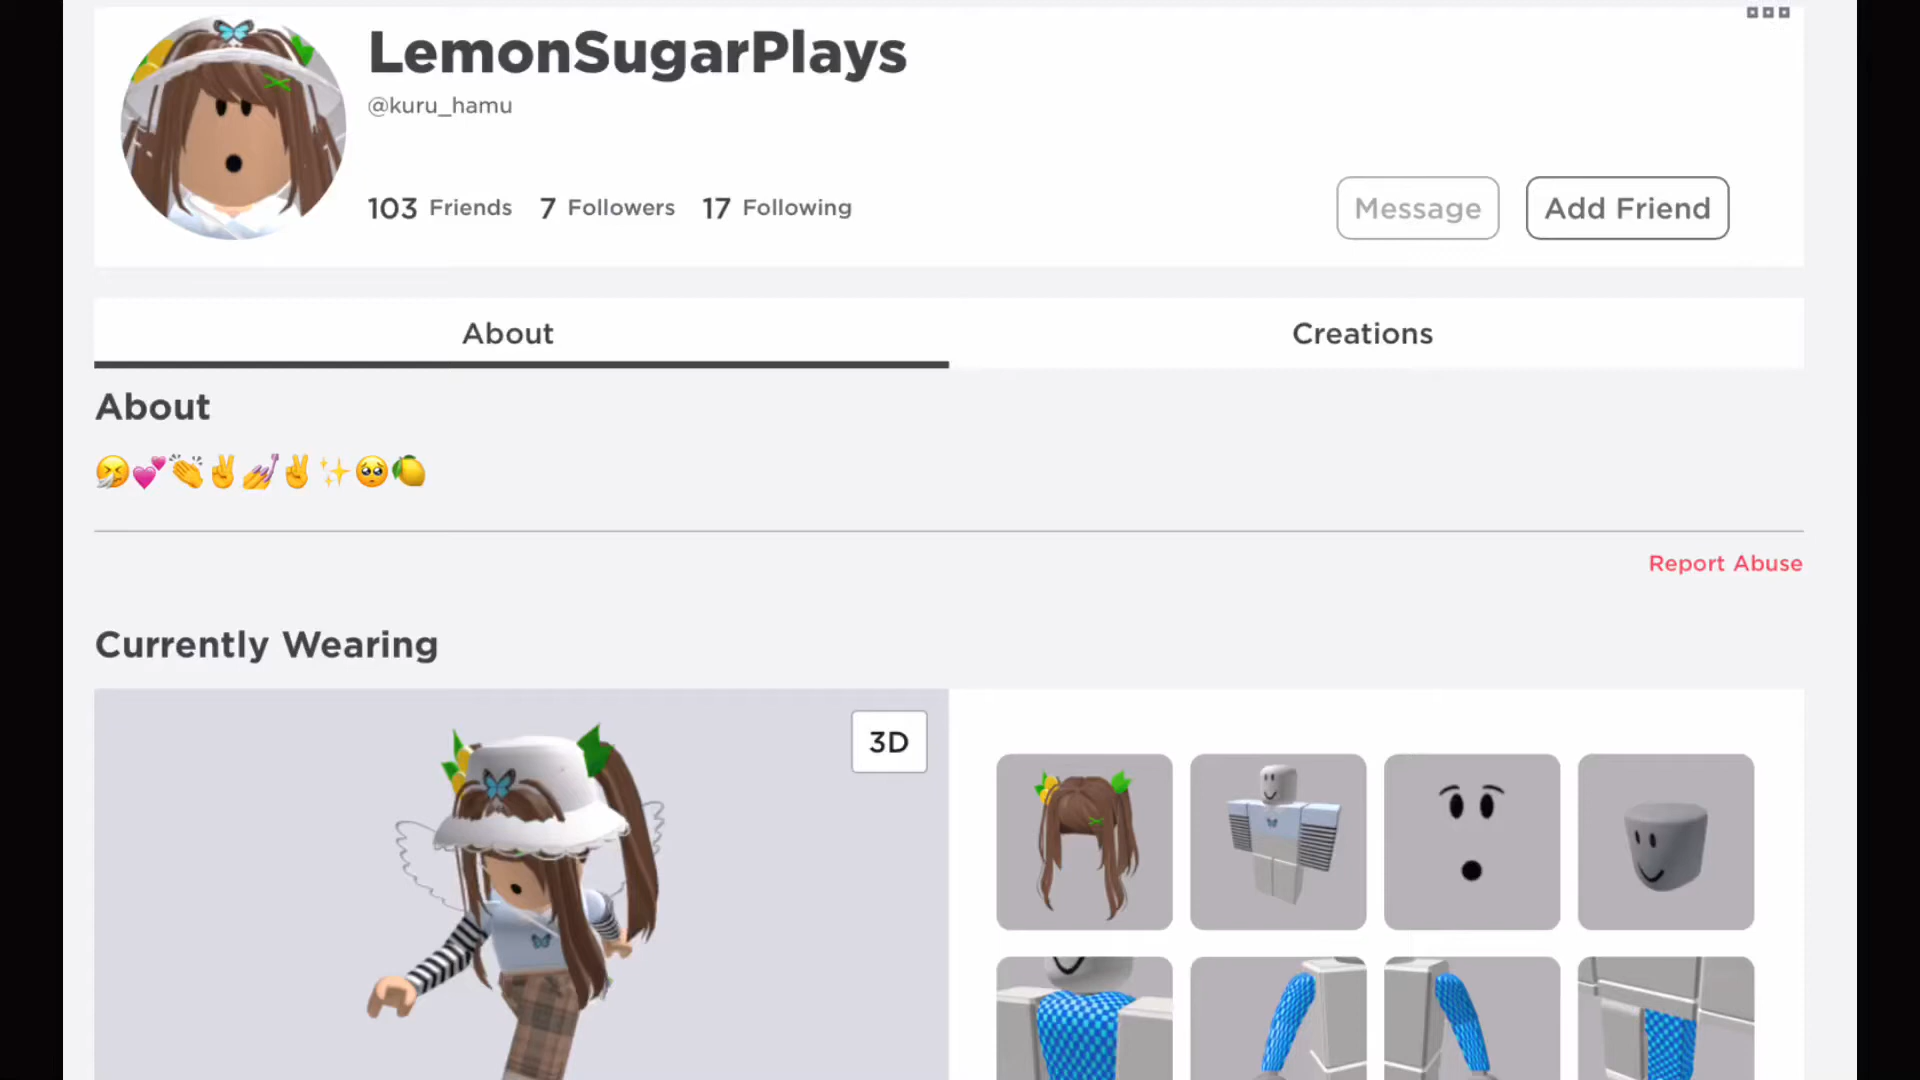 LemonSugarPlays
@kuru_hamu
103 Friends 7 Followers 17 Following
Message
Add Friend
About
Creations
About
🤧💕👏✌️💅✌️✨🥺🍋
Report Abuse
Currently Wearing
3D